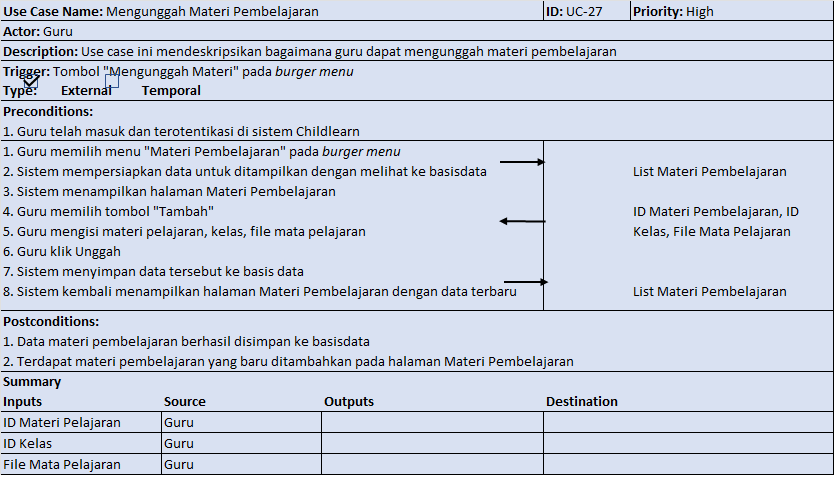 Use Case Name: Mengunggah Materi Pembelajaran ID: UC-27 Priority: High
Actor: Guru
Description: Use case ini mendeskripsikan bagaimana guru dapat mengunggah materi pembelajaran
Trigger: Tombol "Mengunggah Materi" pada burger menu
Type: External Temporal
Preconditions:
1. Guru telah masuk dan terotentikasi di sistem Childlearn
1. Guru memilih menu "Materi Pembelajaran" pada burger menu
2. Sistem mempersiapkan data untuk ditampilkan dengan melihat ke basisdata List Materi Pembelajaran
3. Sistem menampilkan halaman Materi Pembelajaran
4. Guru memilih tombol "Tambah" ID Materi Pembelajaran, ID
5. Guru mengisi materi pelajaran, kelas, file mata pelajaran Kelas, File Mata Pelajaran
6. Guru klik Unggah
7. Sistem menyimpan data tersebut ke basis data
8. Sistem kembali menampilkan halaman Materi Pembelajaran dengan data terbaru List Materi Pembelajaran
Postconditions:
1. Data materi pembelajaran berhasil disimpan ke basisdata
2. Terdapat materi pembelajaran yang baru ditambahkan pada halaman Materi Pembelajaran
Summary
Inputs Source Outputs Destination
ID Materi Pelajaran Guru
ID Kelas Guru
File Mata Pelajaran Guru